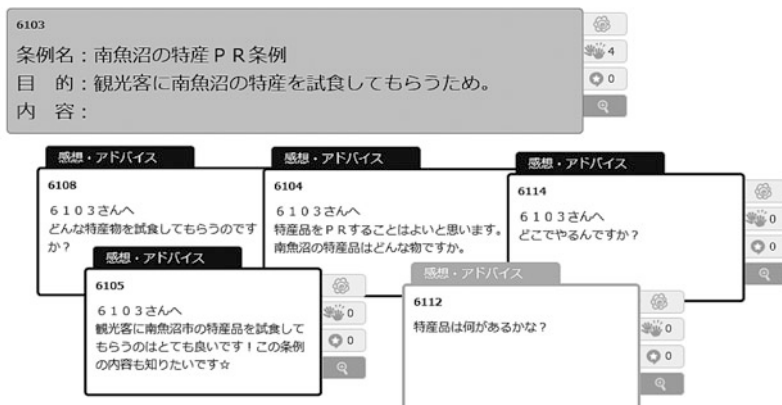 6103
条例名：南魚沼の特産ＰＲ条例
目　的：観光客に南魚沼の特産を試食してもらうため。
内　容：
4
0
感想・アドバイス
6108
６１０３さんへ
どんな特産物を試食してもらうのです
か？
感想・アドバイス
6104
６１０３さんへ
特産品をＰＲすることはよいと思います。
南魚沼の特産品はどんな物ですか。
感想・アドバイス
6114
６１０３さんへ
どこでやるんですか？
0
0
感想・アドバイス
6105
６１０３さんへ
観光客に南魚沼市の特産品を試食して
もらうのはとても良いです！この条例
の内容も知りたいです☆
0
0
感想・アドバイス
6112
特産品は何があるかな？
0
0